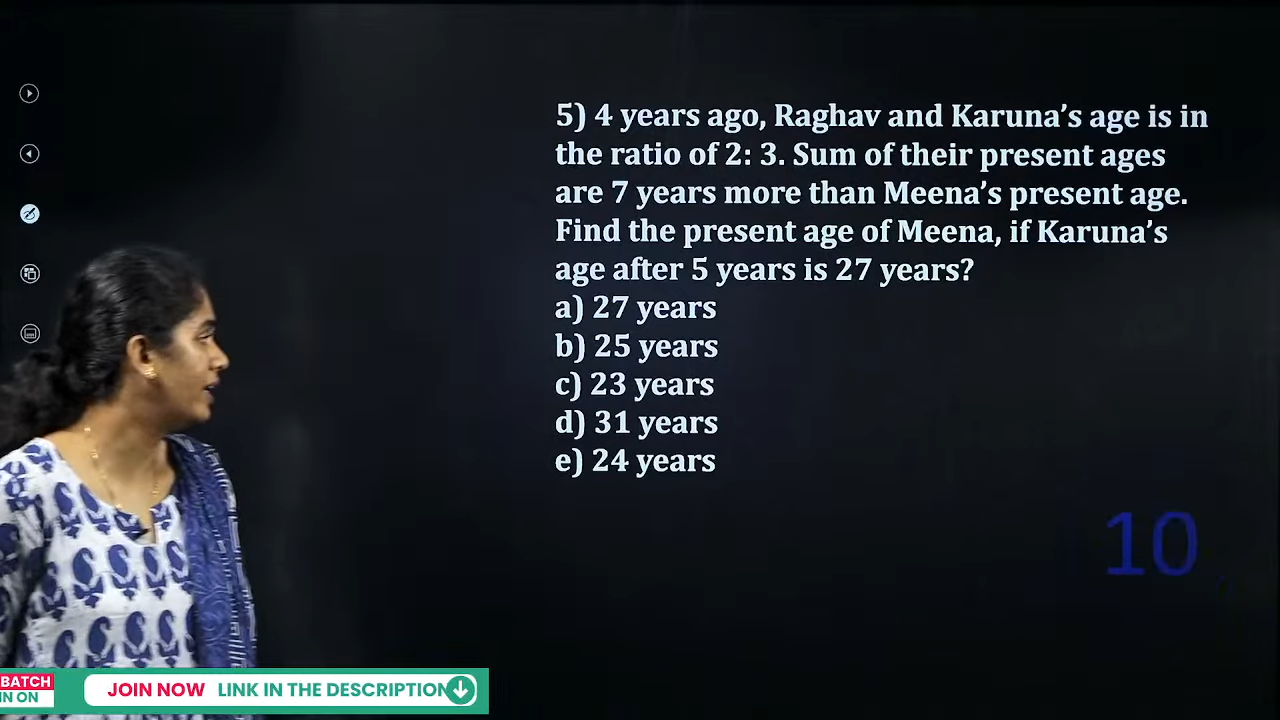 5) 4 years ago, Raghav and Karuna’s age is in
the ratio of 2: 3. Sum of their present ages
are 7 years more than Meena’s present age.
Find the present age of Meena, if Karuna’s
age after 5 years is 27 years?
a) 27 years
b) 25 years
c) 23 years
d) 31 years
e) 24 years
10
BATCH
IN ON
JOIN NOW LINK IN THE DESCRIPTION